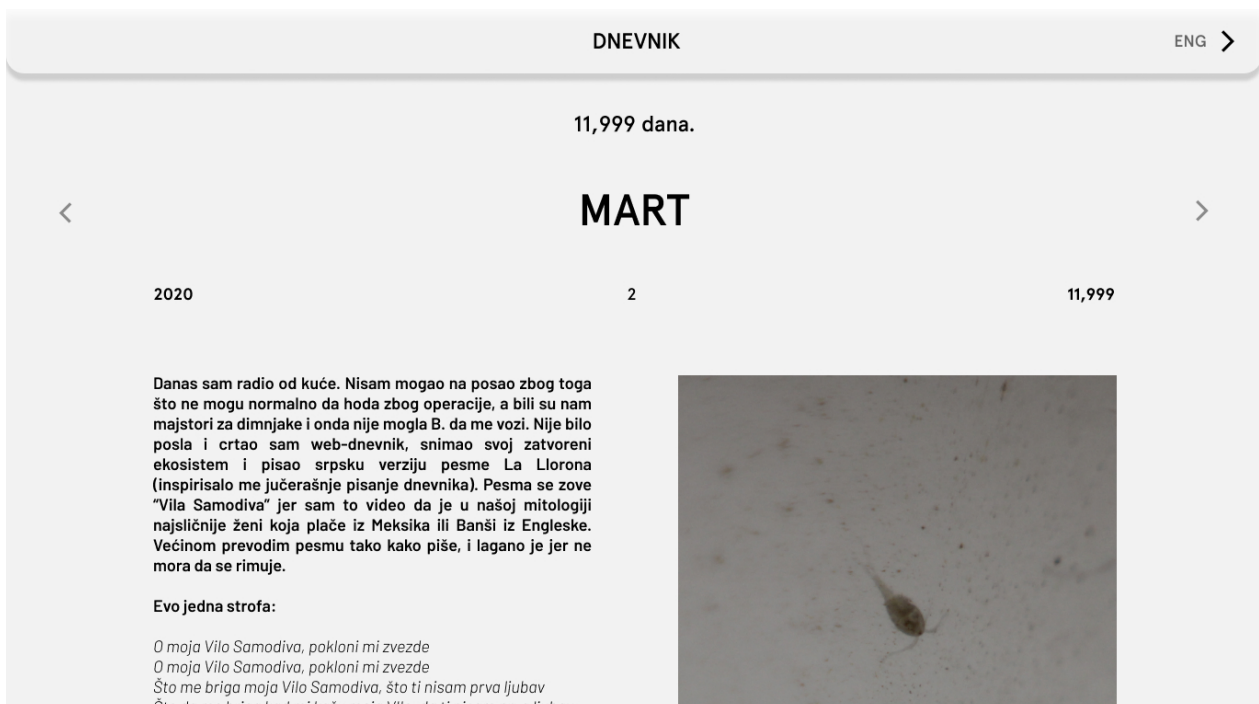 DNEVNIK
ENG
11,999 dana.
MART
2020
2
11,999
Danas sam radio od kuće. Nisam mogao na posao zbog toga
što ne mogu normalno da hoda zbog operacije, a bili su nam
majstori za dimnjake i onda nije mogla B. da me vozi. Nije bilo
posla i crtao sam web-dnevnik, snimao svoj zatvoreni
ekosistem i pisao srpsku verziju pesme La Llorona
(inspirisalo me jučerašnje pisanje dnevnika). Pesma se zove
“Vila Samodiva” jer sam to video da je u našoj mitologiji
najsličnije ženi koja plače iz Meksika ili Banši iz Engleske.
Većinom prevodim pesmu tako kako piše, i lagano je jer ne
mora da se rimuje.
Evo jedna strofa:
O moja Vilo Samodiva, pokloni mi zvezde
O moja Vilo Samodiva, pokloni mi zvezde
Što me briga moja Vilo Samodiva, što ti nisam prva ljubav